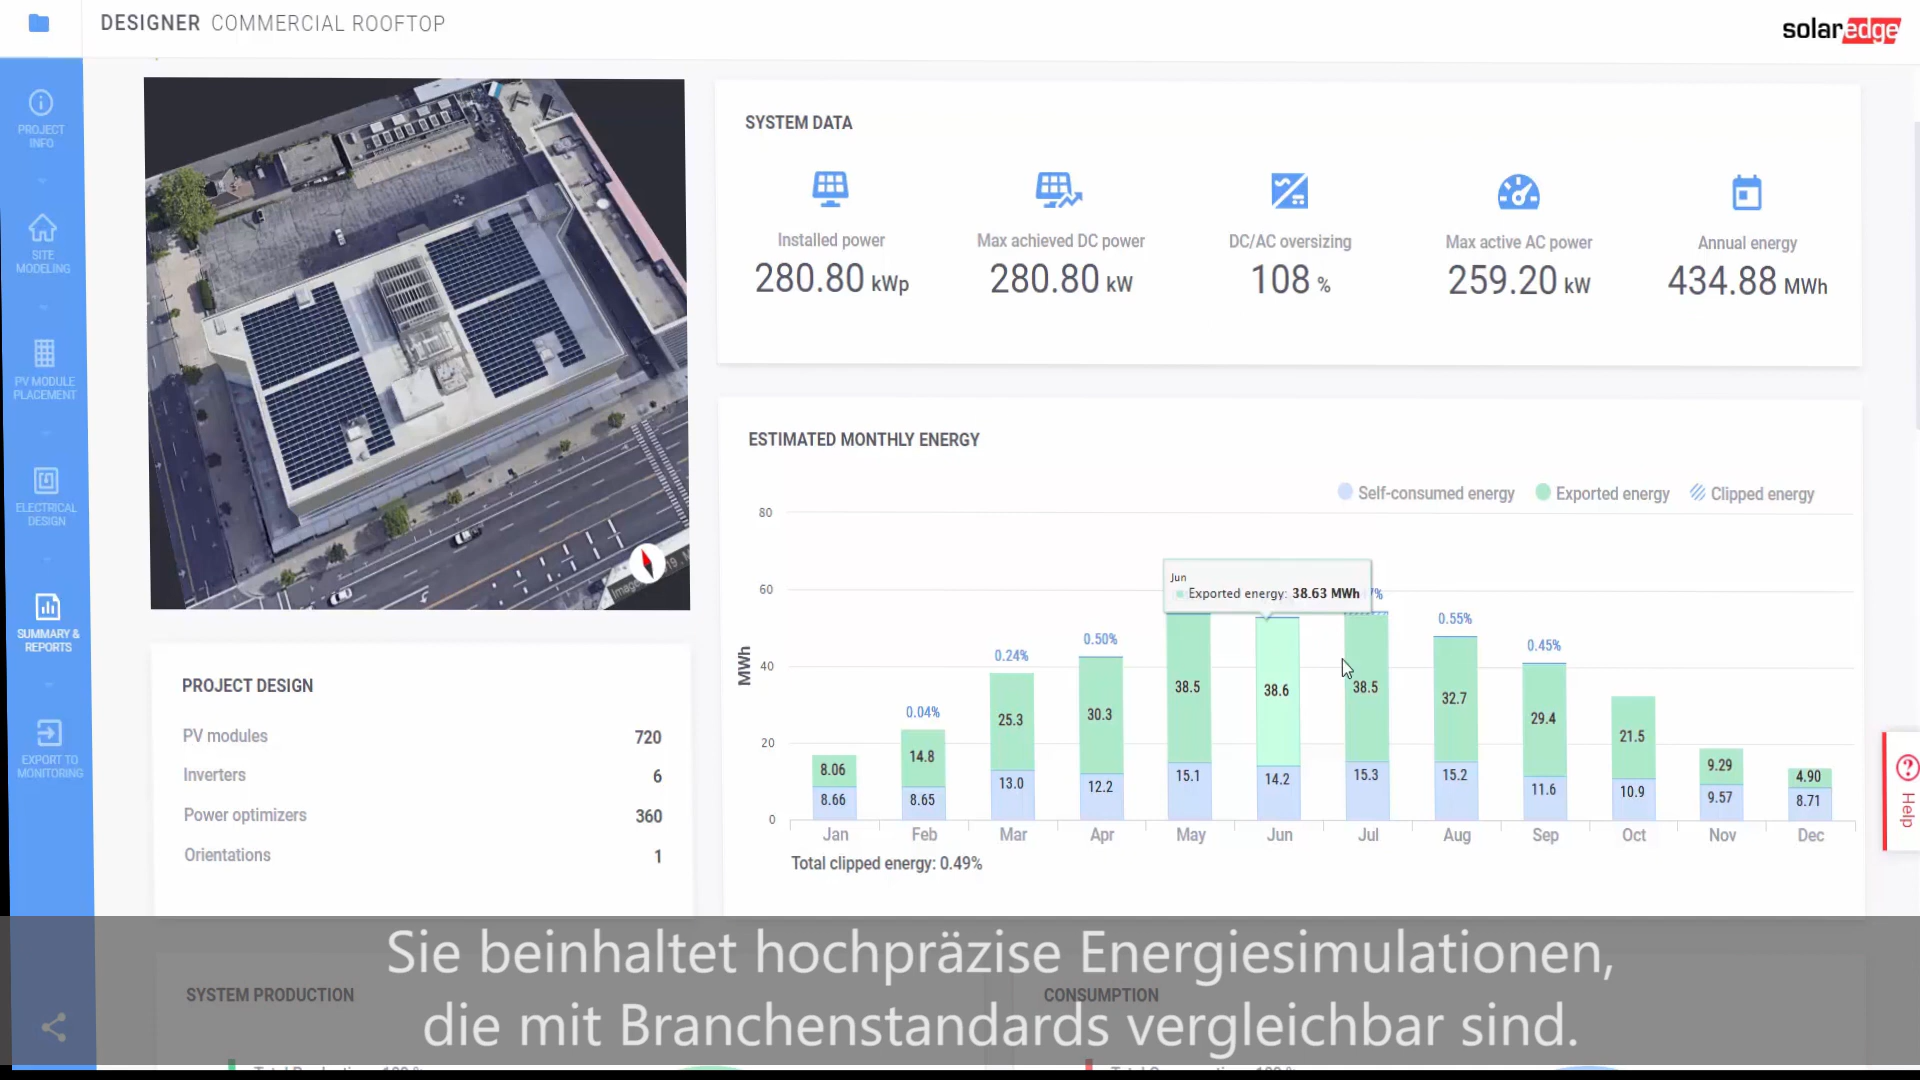 DESIGNER COMMERCIAL ROOFTOP
solaredge
PROJECT
INFO
SITE
MODELING
PV MODULE
PLACEMENT
ELECTRICAL
DESIGN
SUMMARY &
REPORTS
EXPORT TO
MONITORING
SYSTEM DATA
Installed power
280.80 kWp
Max achieved DC power
280.80 kW
DC/AC oversizing
108 %
Max active AC power
259.20 kW
Annual energy
434.88 MWh
PROJECT DESIGN
PV modules 720
Inverters 6
Power optimizers 360
Orientations 1
ESTIMATED MONTHLY ENERGY
Self-consumed energy Exported energy Clipped energy
MWh
80
60
40
20
0
Jun
Exported energy: 38.63 MWh
7%
0.04% 0.24% 0.50% 0.55% 0.45%
8.06 14.8 25.3 30.3 38.5 38.6 38.5 32.7 29.4 21.5 9.29 4.90
8.66 8.65 13.0 12.2 15.1 14.2 15.3 15.2 11.6 10.9 9.57 8.71
Jan Feb Mar Apr May Jun Jul Aug Sep Oct Nov Dec
Total clipped energy: 0.49%
Help
SYSTEM PRODUCTION
CONSUMPTION
Sie beinhaltet hochpräzise Energiesimulationen,
die mit Branchenstandards vergleichbar sind.